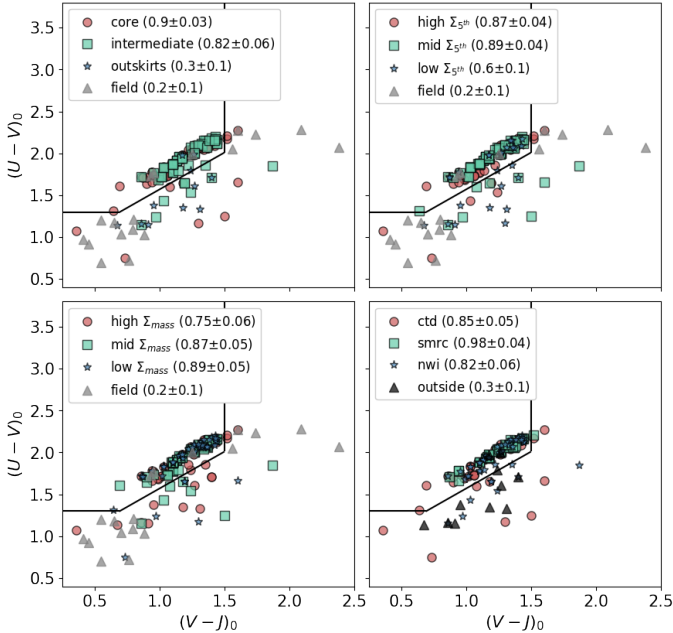 core (0.9±0.03)
intermediate (0.82±0.06)
outskirts (0.3±0.1)
field (0.2±0.1)
3.5
3.0
2.5
2.0
1.5
1.0
0.5
(U − V)₀
high Σ₅ᵗʰ (0.87±0.04)
mid Σ₅ᵗʰ (0.89±0.04)
low Σ₅ᵗʰ (0.6±0.1)
field (0.2±0.1)
high Σmass (0.75±0.06)
mid Σmass (0.87±0.05)
low Σmass (0.89±0.05)
field (0.2±0.1)
3.5
3.0
2.5
2.0
1.5
1.0
0.5
(U − V)₀
0.5 1.0 1.5 2.0 2.5
(V − J)₀
ctd (0.85±0.05)
smrc (0.98±0.04)
nwi (0.82±0.06)
outside (0.3±0.1)
0.5 1.0 1.5 2.0 2.5
(V − J)₀